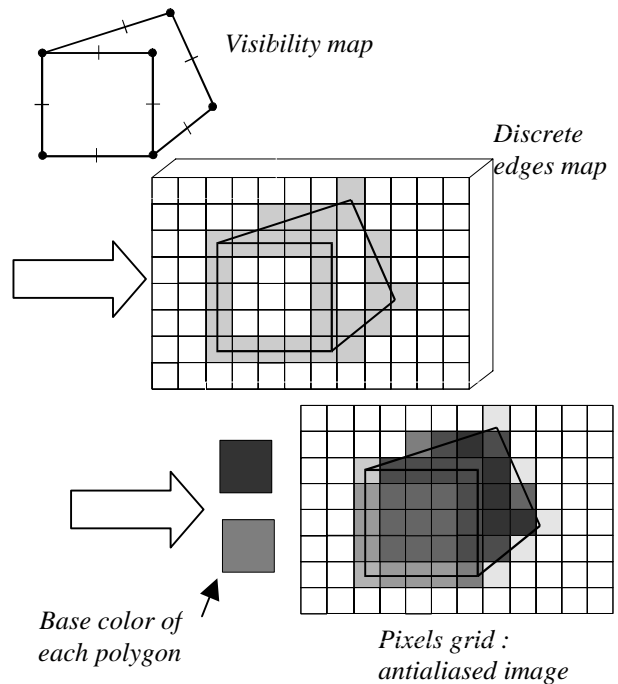 Visibility map
Discrete
edges map
Base color of
each polygon
Pixels grid :
antialiased image